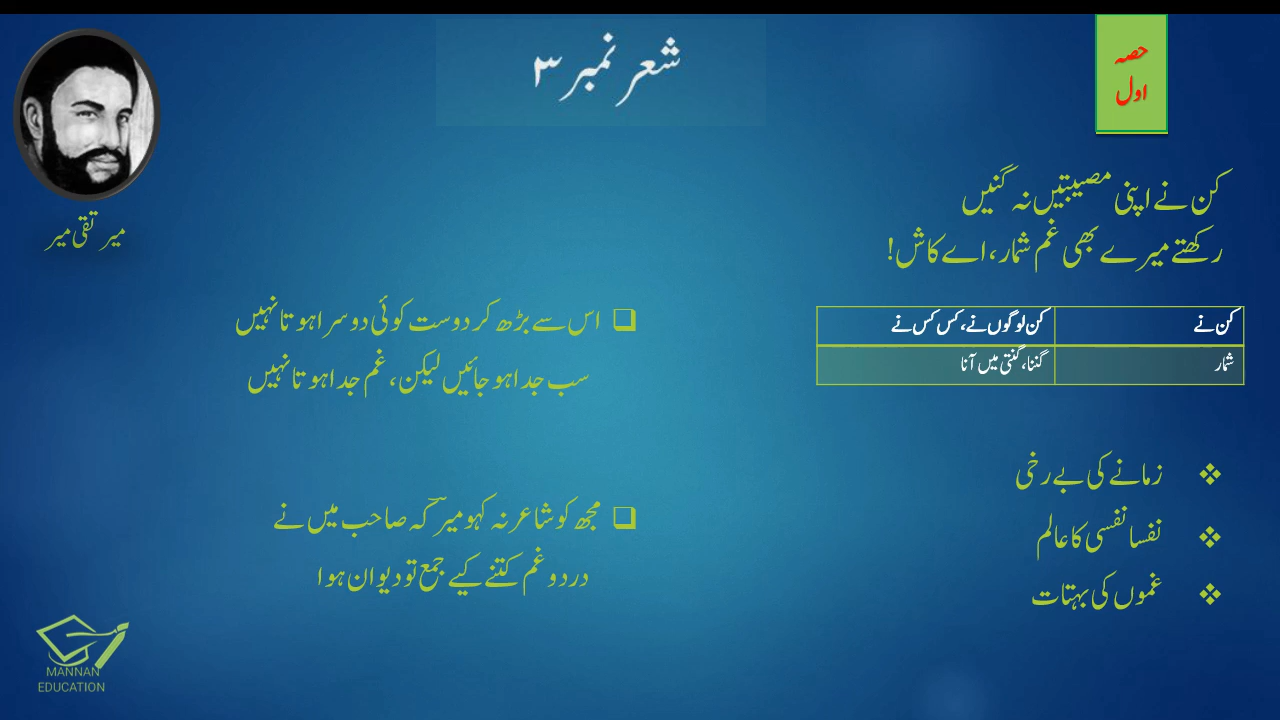 شعر نمبر ۳
حصہ
اول
میر تقی میر
کن نے اپنی مصیبتیں نہ گنیں
رکھتے میرے بھی غم شمار، اے کاش!
کن نے
کن لوگوں نے، کس کس نے
شمار
گننا، گنتی میں آنا
زمانے کی بے رخی
نفسا نفسی کا عالم
غموں کی بہتات
اس سے بڑھ کر دوست کوئی دوسرا ہوتا نہیں
سب جدا ہو جائیں لیکن، غم جدا ہوتا نہیں
مجھ کو شاعر نہ کہو میرؔ کہ صاحب میں نے
درد و غم کتنے کیے جمع تو دیوان ہوا
MANNAN
EDUCATION